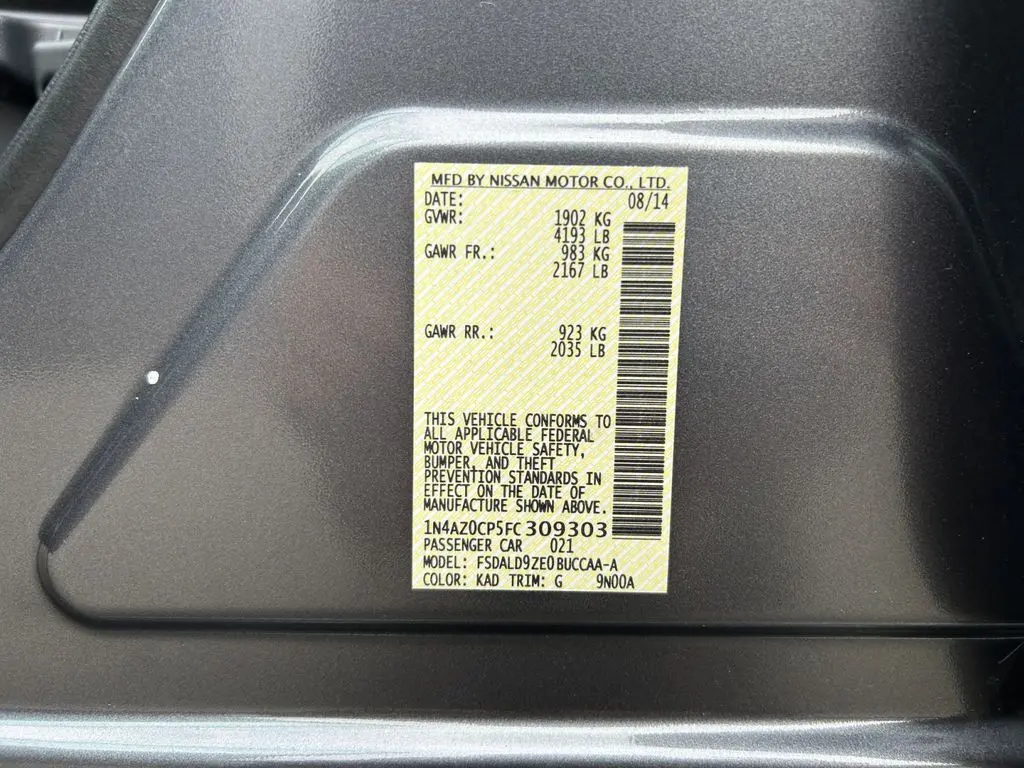 MFD BY NISSAN MOTOR CO., LTD.
DATE: 08/14
GVWR: 1902 KG
4193 LB
GAWR FR.: 983 KG
2167 LB
GAWR RR.: 923 KG
2035 LB
THIS VEHICLE CONFORMS TO
ALL APPLICABLE FEDERAL
MOTOR VEHICLE SAFETY,
BUMPER, AND THEFT
PREVENTION STANDARDS IN
EFFECT ON THE DATE OF
MANUFACTURE SHOWN ABOVE.
1N4AZ0CP5FC309303
PASSENGER CAR 021
MODEL: FSDALD9ZE0BUCCAA-A
COLOR: KAD TRIM: G 9N00A